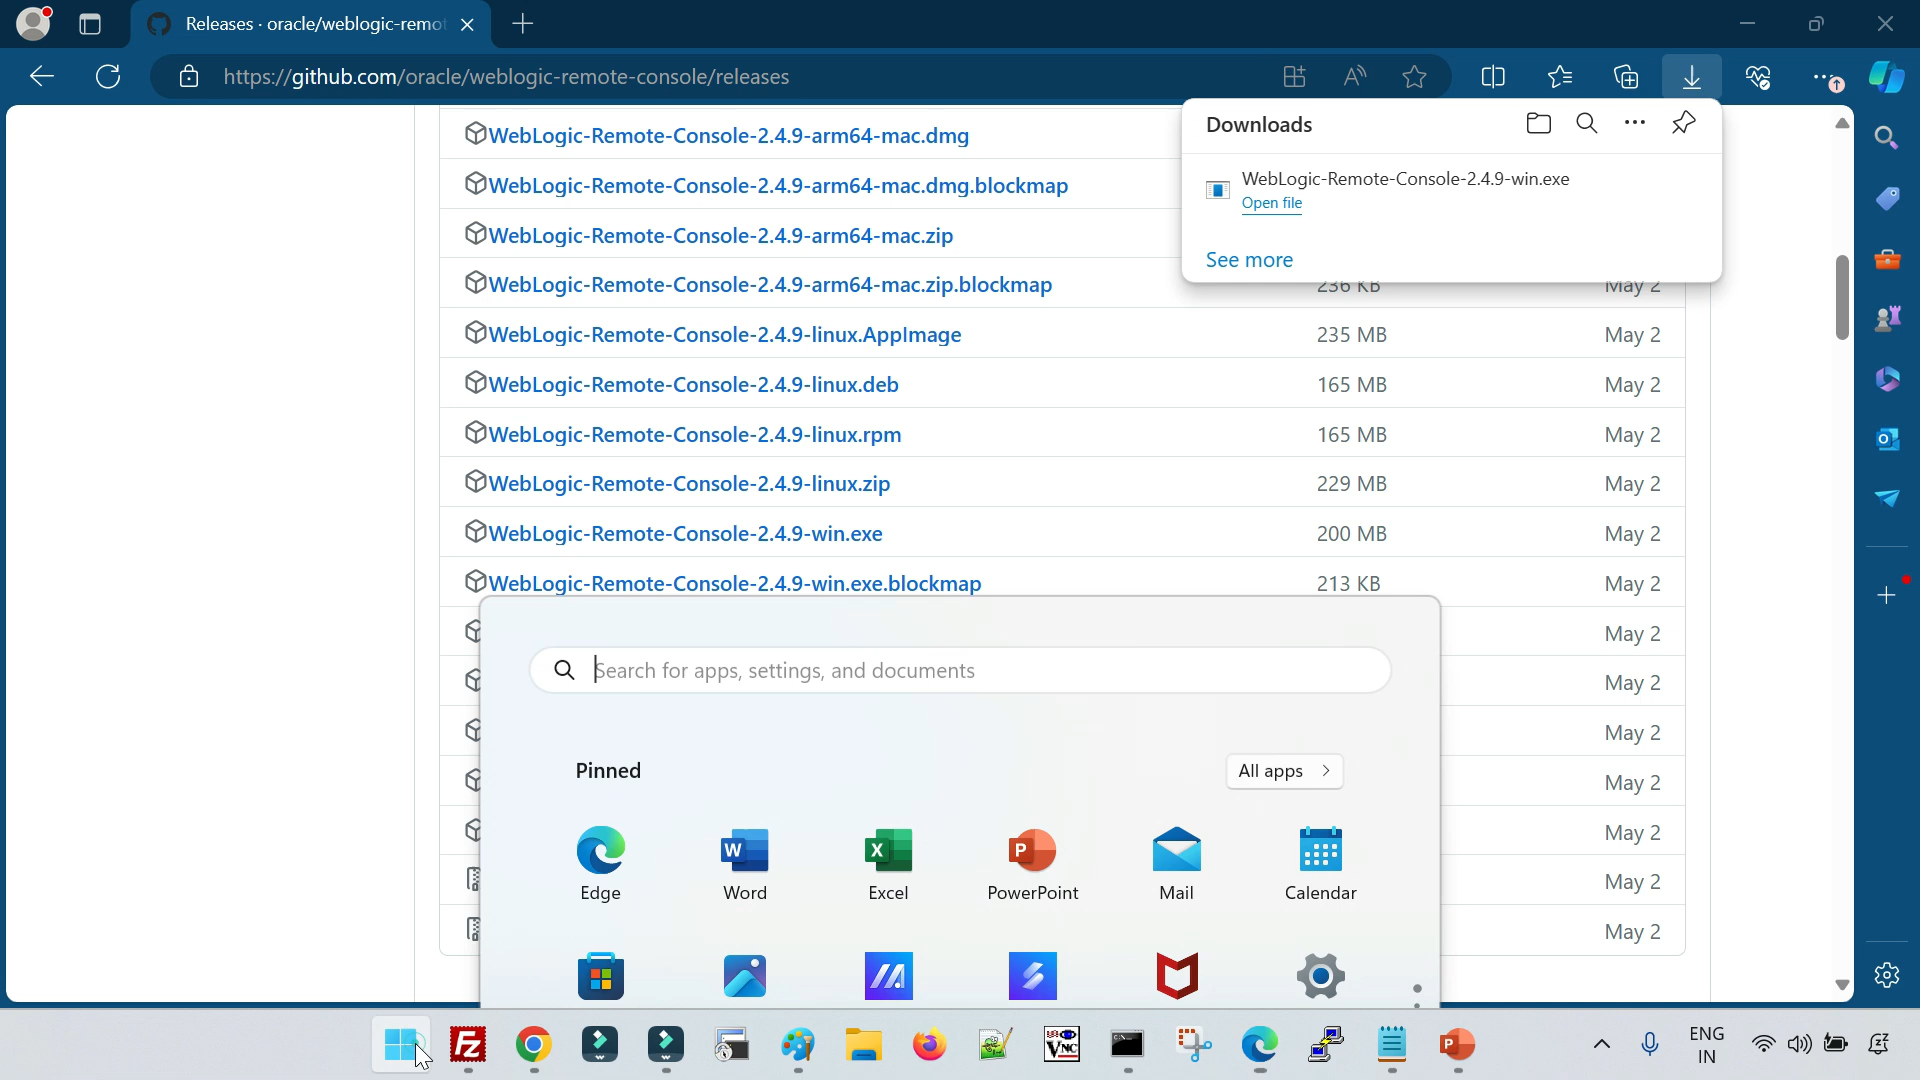 Releases · oracle/weblogic-remot
https://github.com/oracle/weblogic-remote-console/releases
WebLogic-Remote-Console-2.4.9-arm64-mac.dmg
WebLogic-Remote-Console-2.4.9-arm64-mac.dmg.blockmap
WebLogic-Remote-Console-2.4.9-arm64-mac.zip
WebLogic-Remote-Console-2.4.9-arm64-mac.zip.blockmap 236 KB May 2
WebLogic-Remote-Console-2.4.9-linux.AppImage 235 MB May 2
WebLogic-Remote-Console-2.4.9-linux.deb 165 MB May 2
WebLogic-Remote-Console-2.4.9-linux.rpm 165 MB May 2
WebLogic-Remote-Console-2.4.9-linux.zip 229 MB May 2
WebLogic-Remote-Console-2.4.9-win.exe 200 MB May 2
WebLogic-Remote-Console-2.4.9-win.exe.blockmap 213 KB May 2
May 2
May 2
May 2
May 2
May 2
May 2
May 2
Downloads
WebLogic-Remote-Console-2.4.9-win.exe
Open file
See more
Search for apps, settings, and documents
Pinned All apps
Edge Word Excel PowerPoint Mail Calendar
ENG
IN